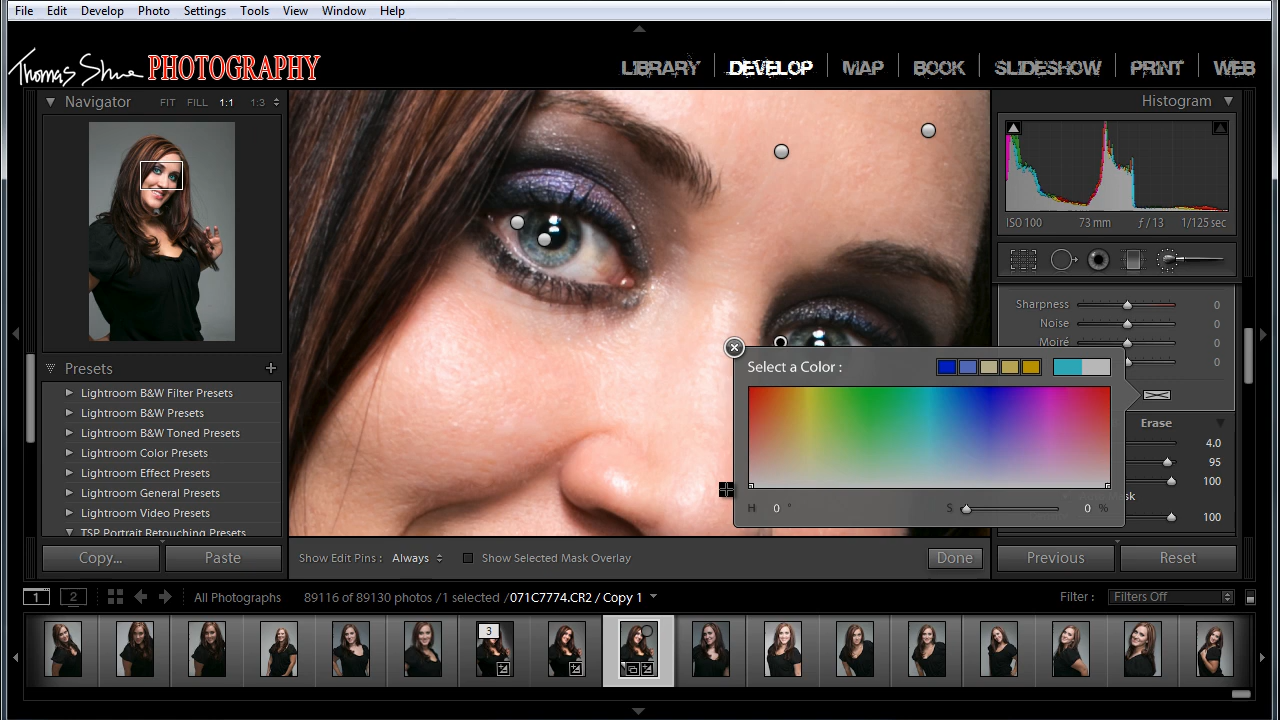 File Edit Develop Photo Settings Tools View Window Help
Thomas Shue PHOTOGRAPHY
LIBRARY DEVELOP MAP BOOK SLIDESHOW PRINT WEB
Navigator FIT FILL 1:1 1:3
Histogram
ISO 100 73 mm ƒ / 13 1/125 sec
Sharpness 0
Noise 0
Moiré 0
0
Presets
Lightroom B&W Filter Presets
Lightroom B&W Presets
Lightroom B&W Toned Presets
Lightroom Color Presets
Lightroom Effect Presets
Lightroom General Presets
Lightroom Video Presets
TSP Portrait Retouching Presets
Select a Color :
H 0 ° S 0 %
Erase
4.0
95
100
100
Copy... Paste
Show Edit Pins : Always Show Selected Mask Overlay Done
Previous Reset
1 2 All Photographs 89116 of 89130 photos / 1 selected / 071C7774.CR2 / Copy 1 Filter : Filters Off
3